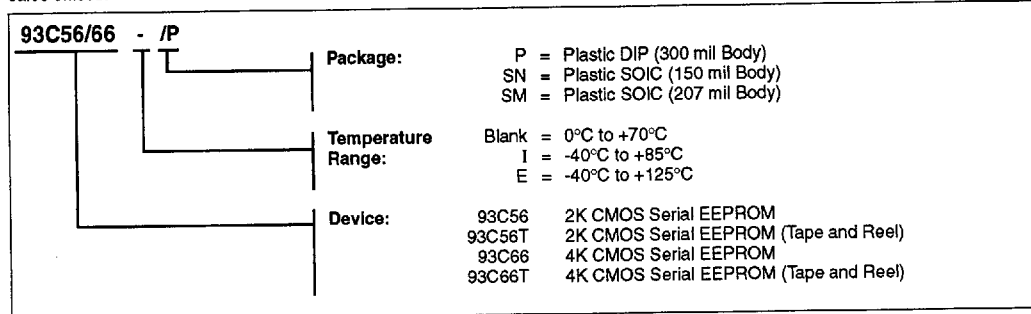 93C56/66 - /P
Package: P = Plastic DIP (300 mil Body)
SN = Plastic SOIC (150 mil Body)
SM = Plastic SOIC (207 mil Body)
Temperature Blank = 0°C to +70°C
Range: I = -40°C to +85°C
E = -40°C to +125°C
Device: 93C56 2K CMOS Serial EEPROM
93C56T 2K CMOS Serial EEPROM (Tape and Reel)
93C66 4K CMOS Serial EEPROM
93C66T 4K CMOS Serial EEPROM (Tape and Reel)